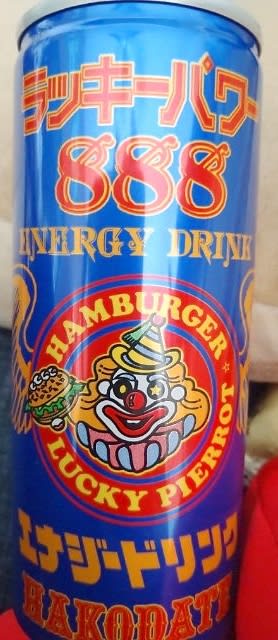 ラッキーパワー
888
ENERGY DRINK
HAMBURGER
LUCKY PIERROT
エナジードリンク
HAKODATE